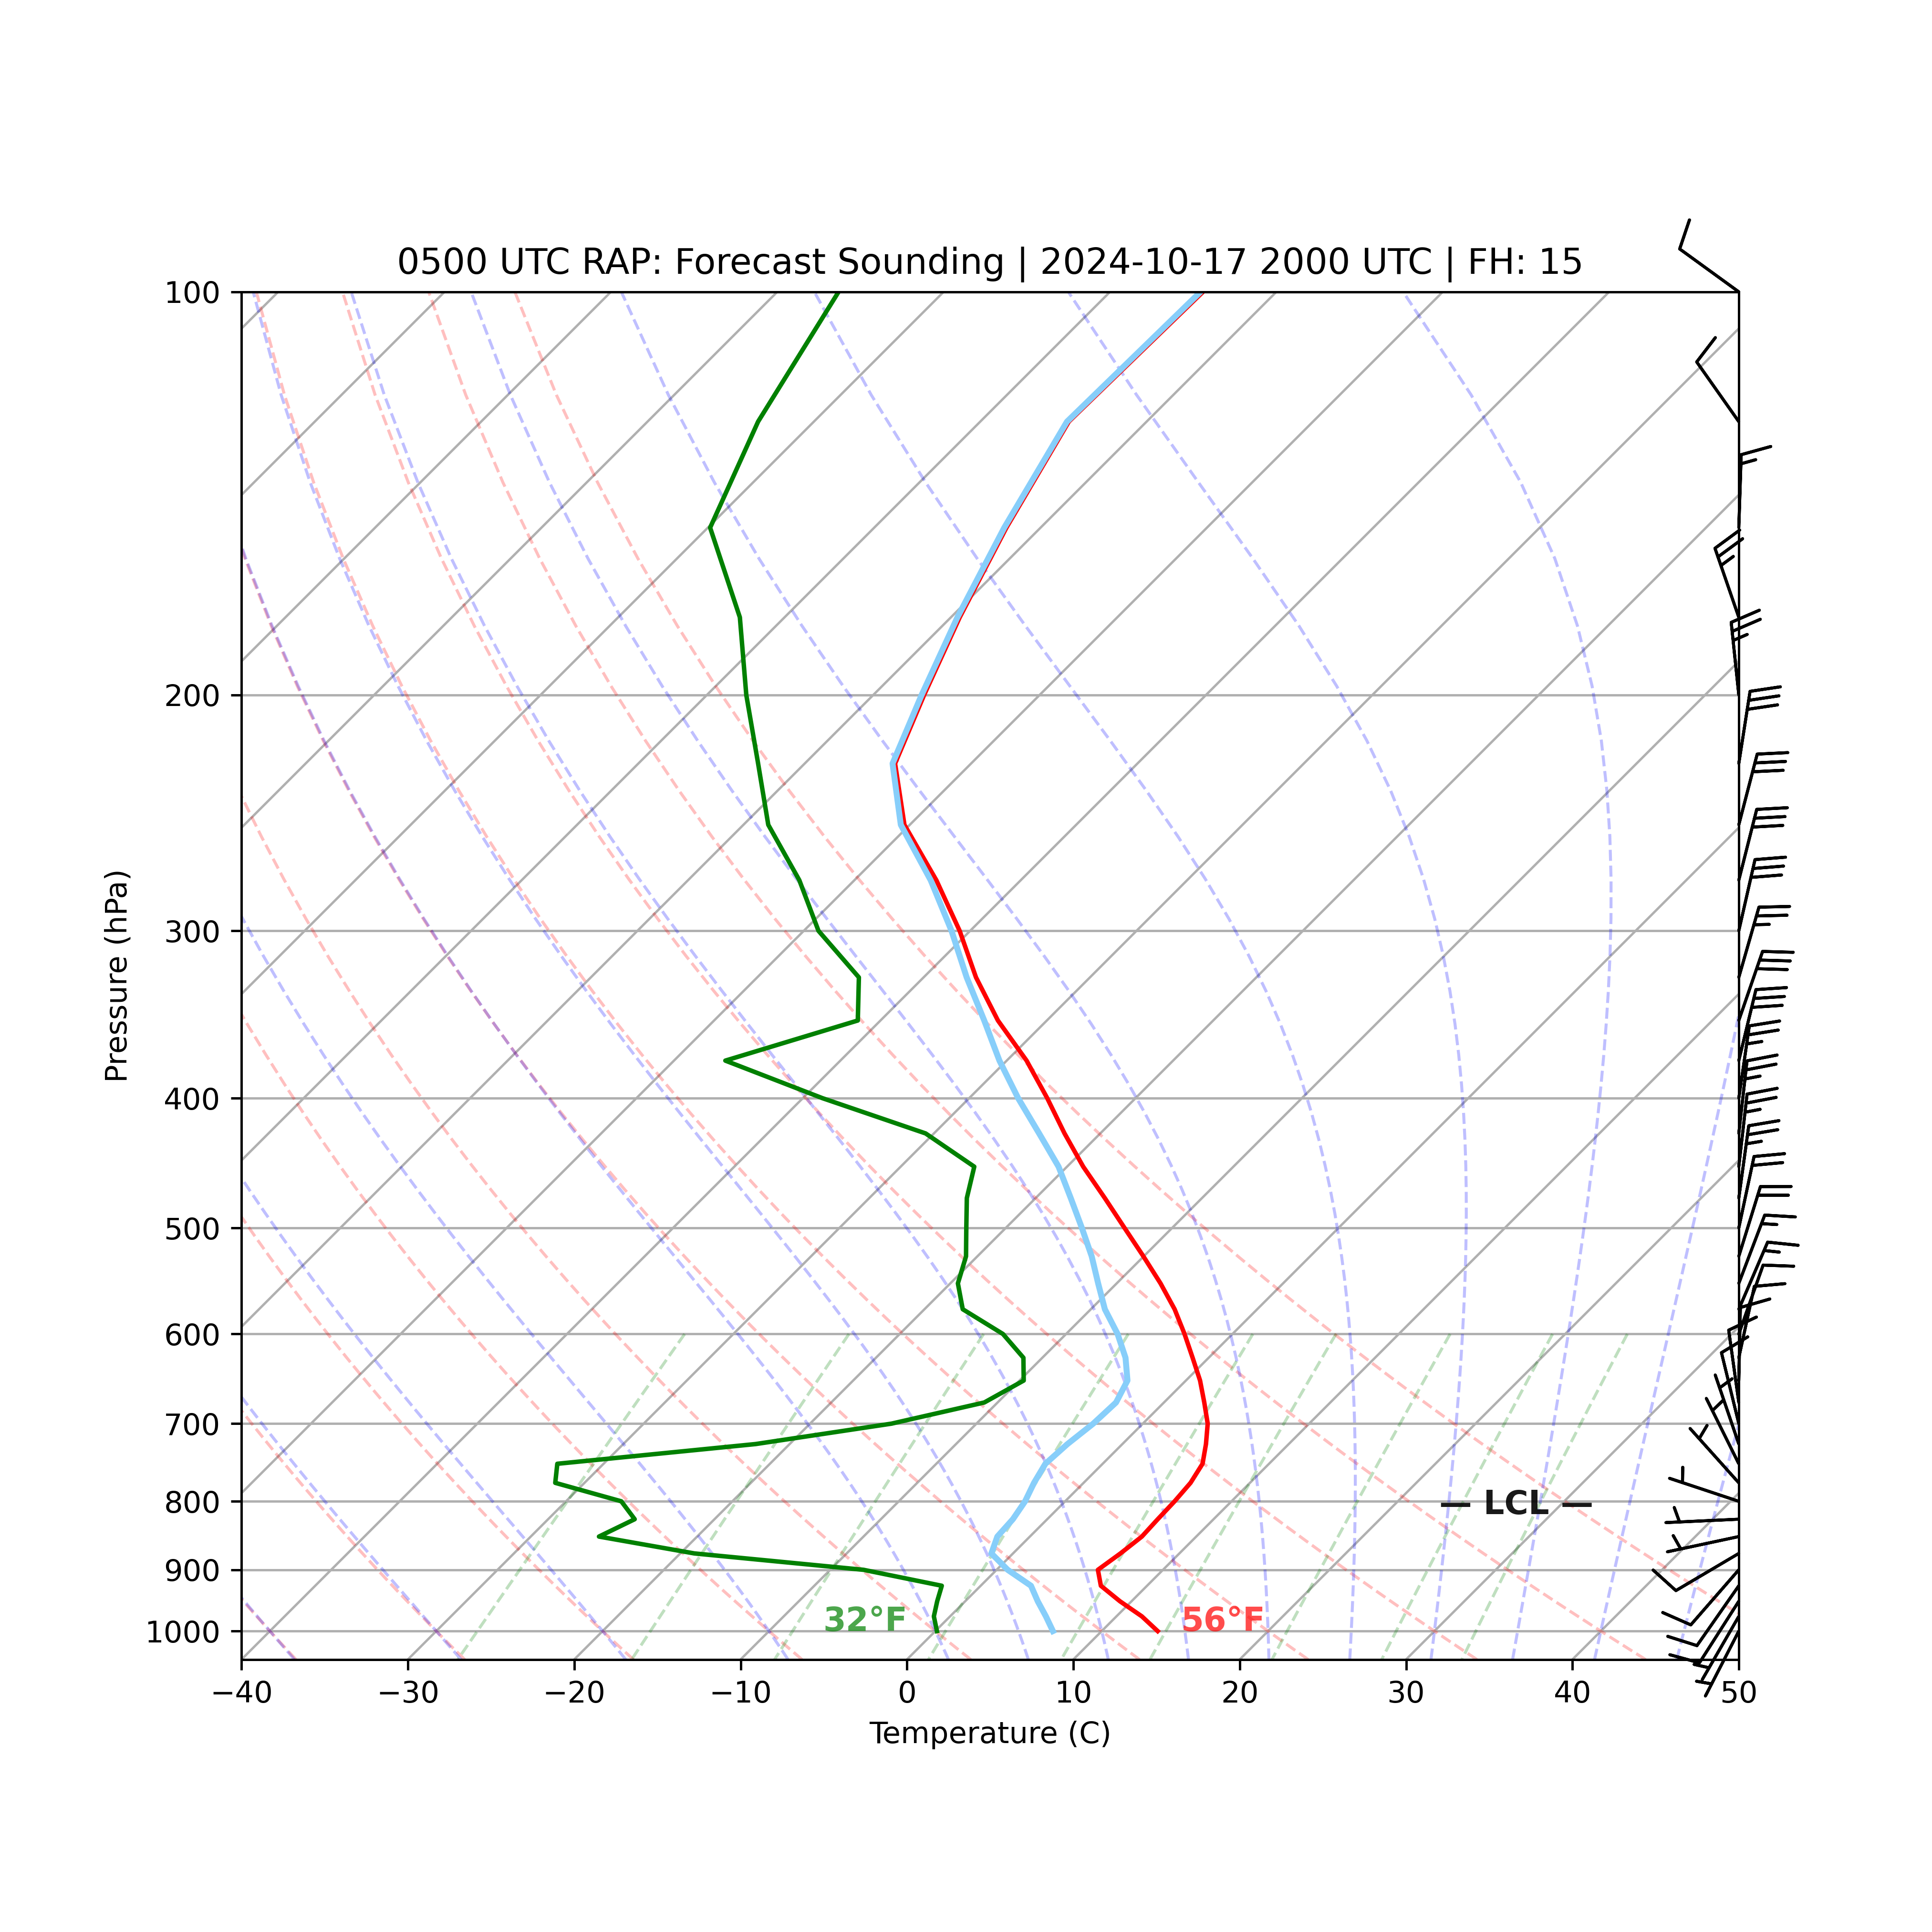 0500 UTC RAP: Forecast Sounding | 2024-10-17 2000 UTC | FH: 15
100
200
300
400
500
600
700
800
900
1000
Pressure (hPa)
— LCL —
32°F
56°F
−40 −30 −20 −10 0 10 20 30 40 50
Temperature (C)